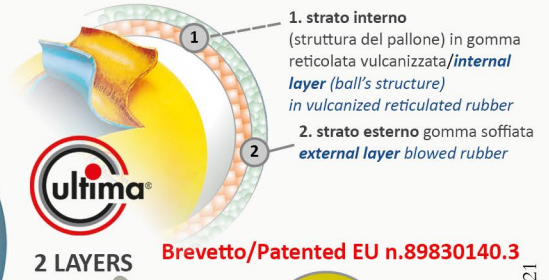 1
1. strato interno
(struttura del pallone) in gomma
reticolata vulcanizzata/internal
layer (ball's structure)
in vulcanized reticulated rubber
2
2. strato esterno gomma soffiata
external layer blowed rubber
ultima®
2 LAYERS
Brevetto/Patented EU n.89830140.3
21